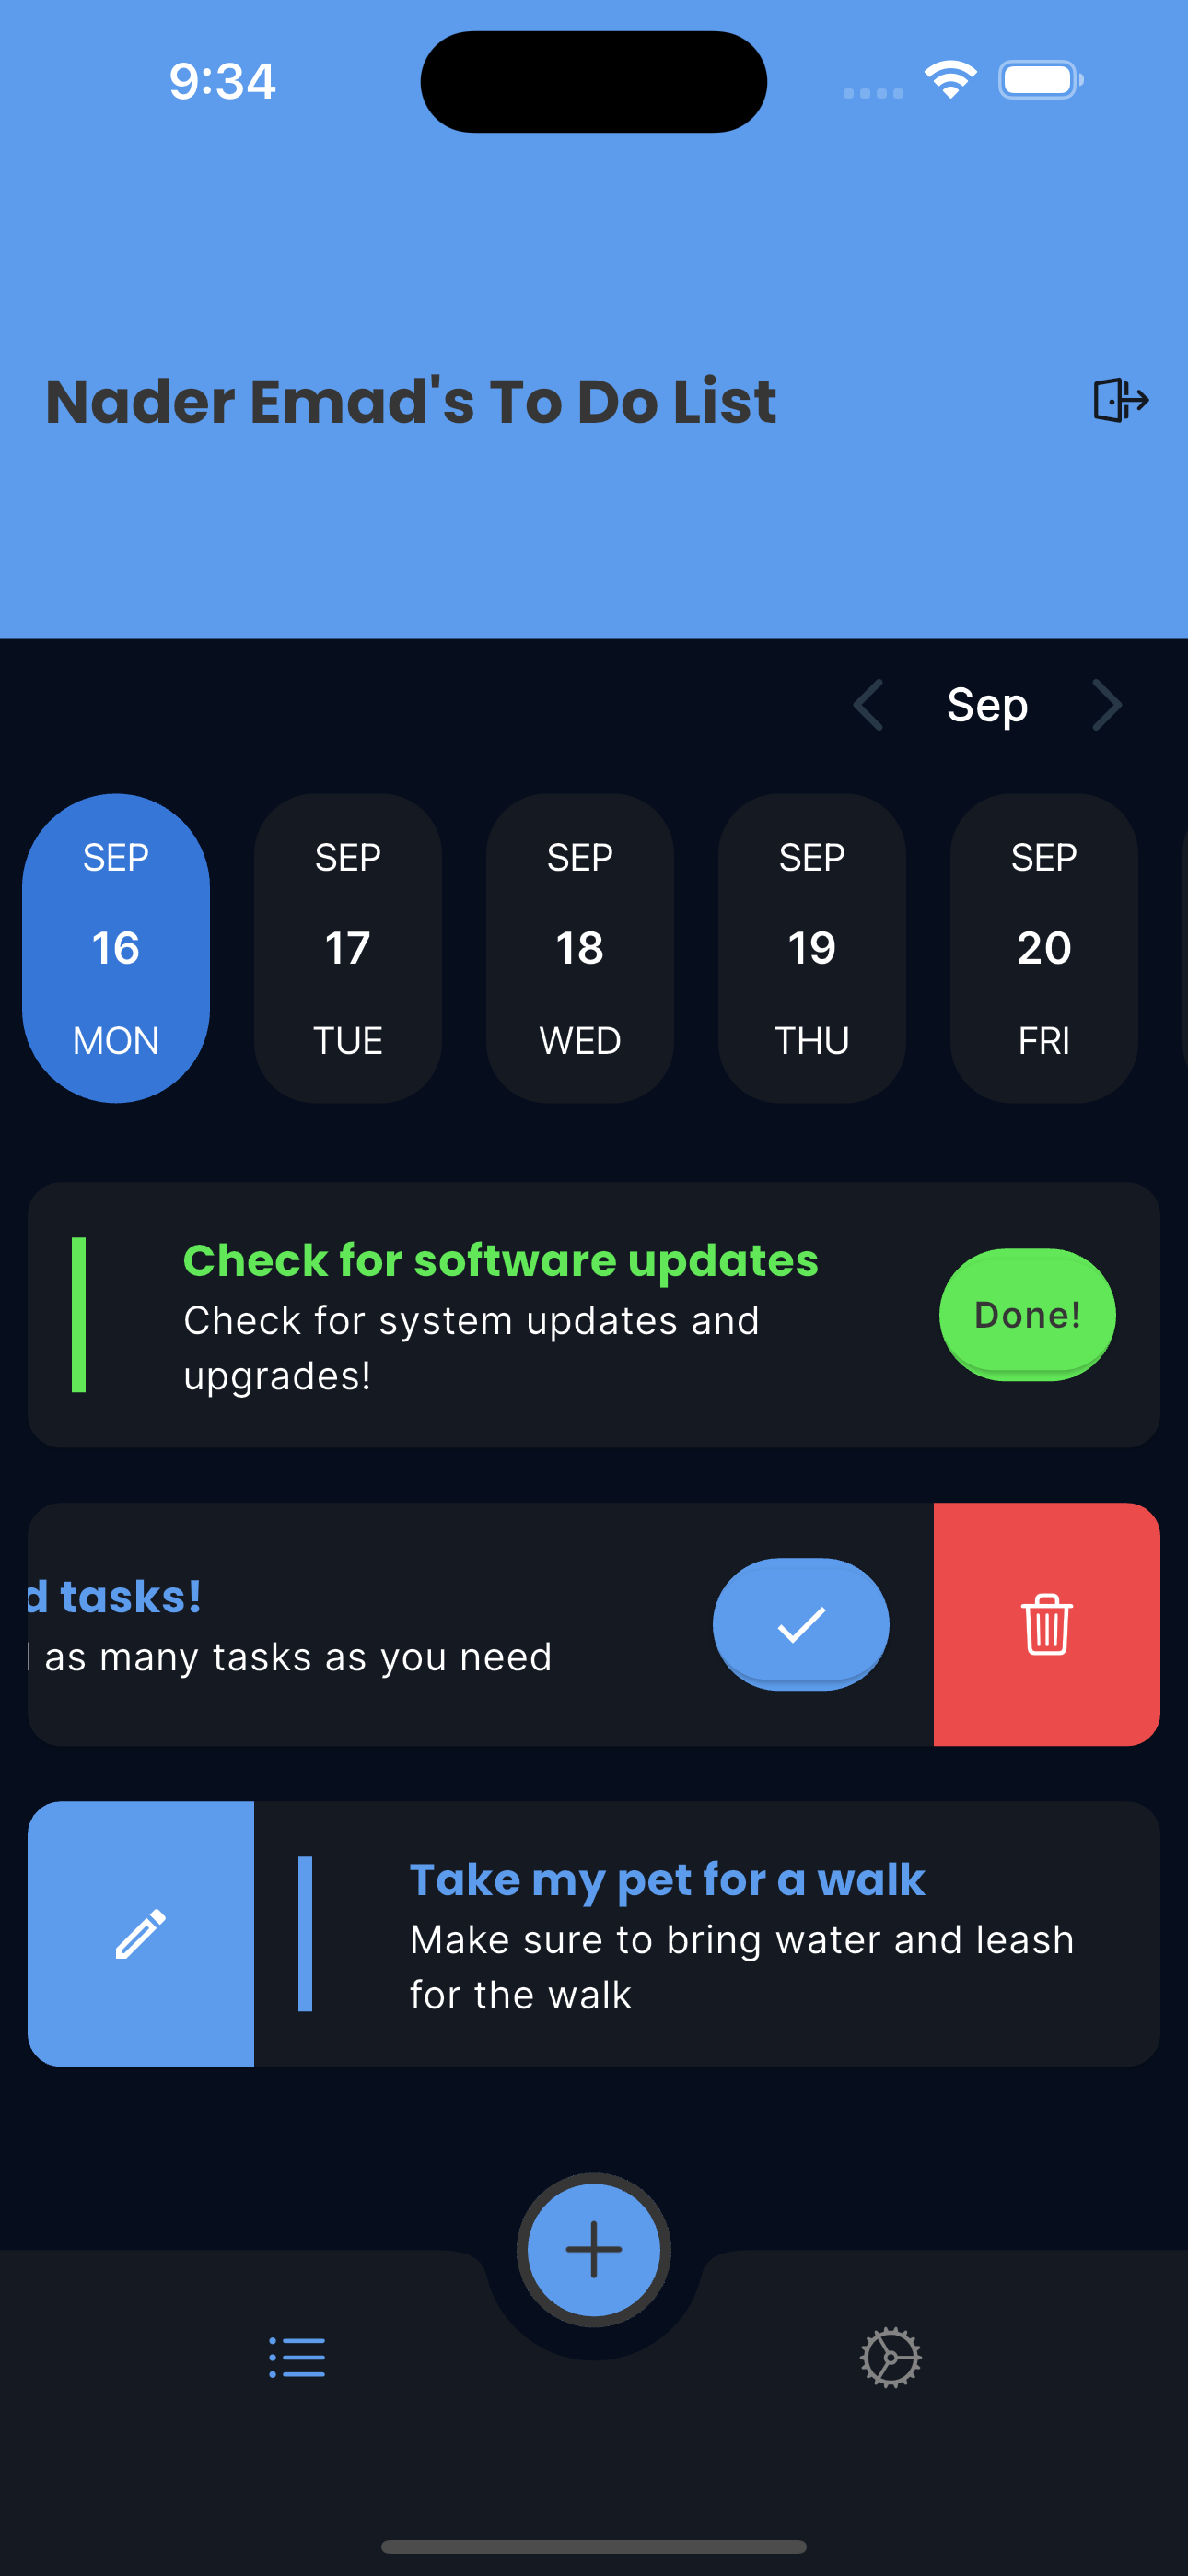 9:34
Nader Emad's To Do List
Sep
SEP SEP SEP SEP SEP
16 17 18 19 20
MON TUE WED THU FRI
Check for software updates
Check for system updates and
upgrades!
Done!
d tasks!
as many tasks as you need
Take my pet for a walk
Make sure to bring water and leash
for the walk